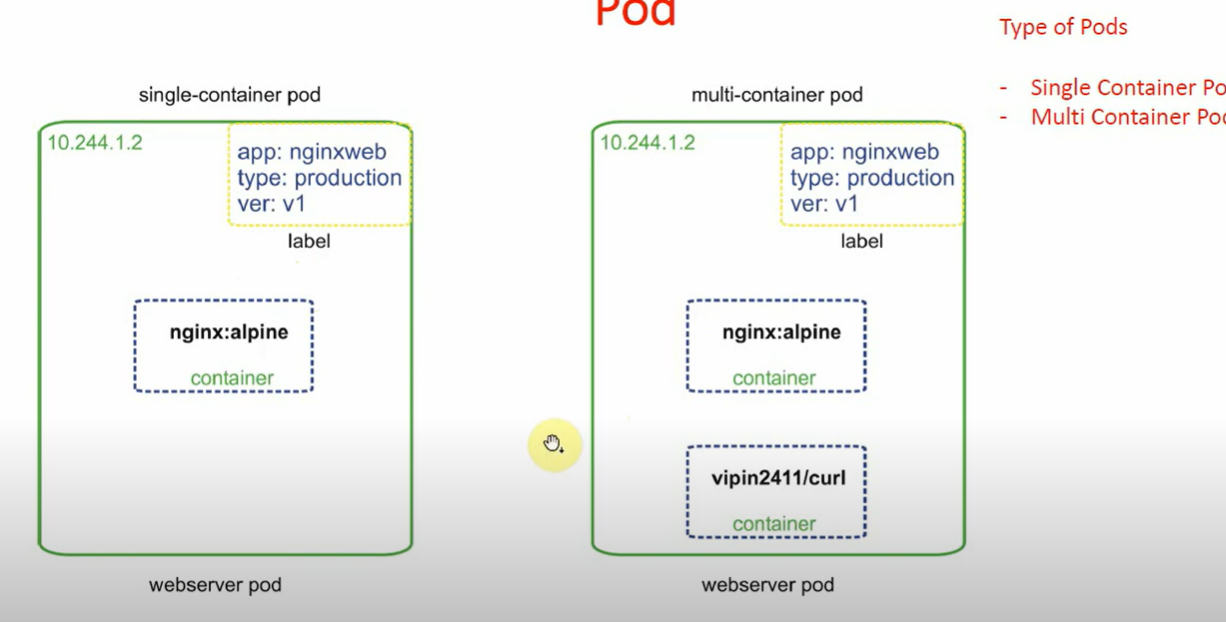 Pod
Type of Pods
- Single Container Po
- Multi Container Pod
single-container pod
10.244.1.2
app: nginxweb
type: production
ver: v1
label
nginx:alpine
container
webserver pod
multi-container pod
10.244.1.2
app: nginxweb
type: production
ver: v1
label
nginx:alpine
container
vipin2411/curl
container
webserver pod